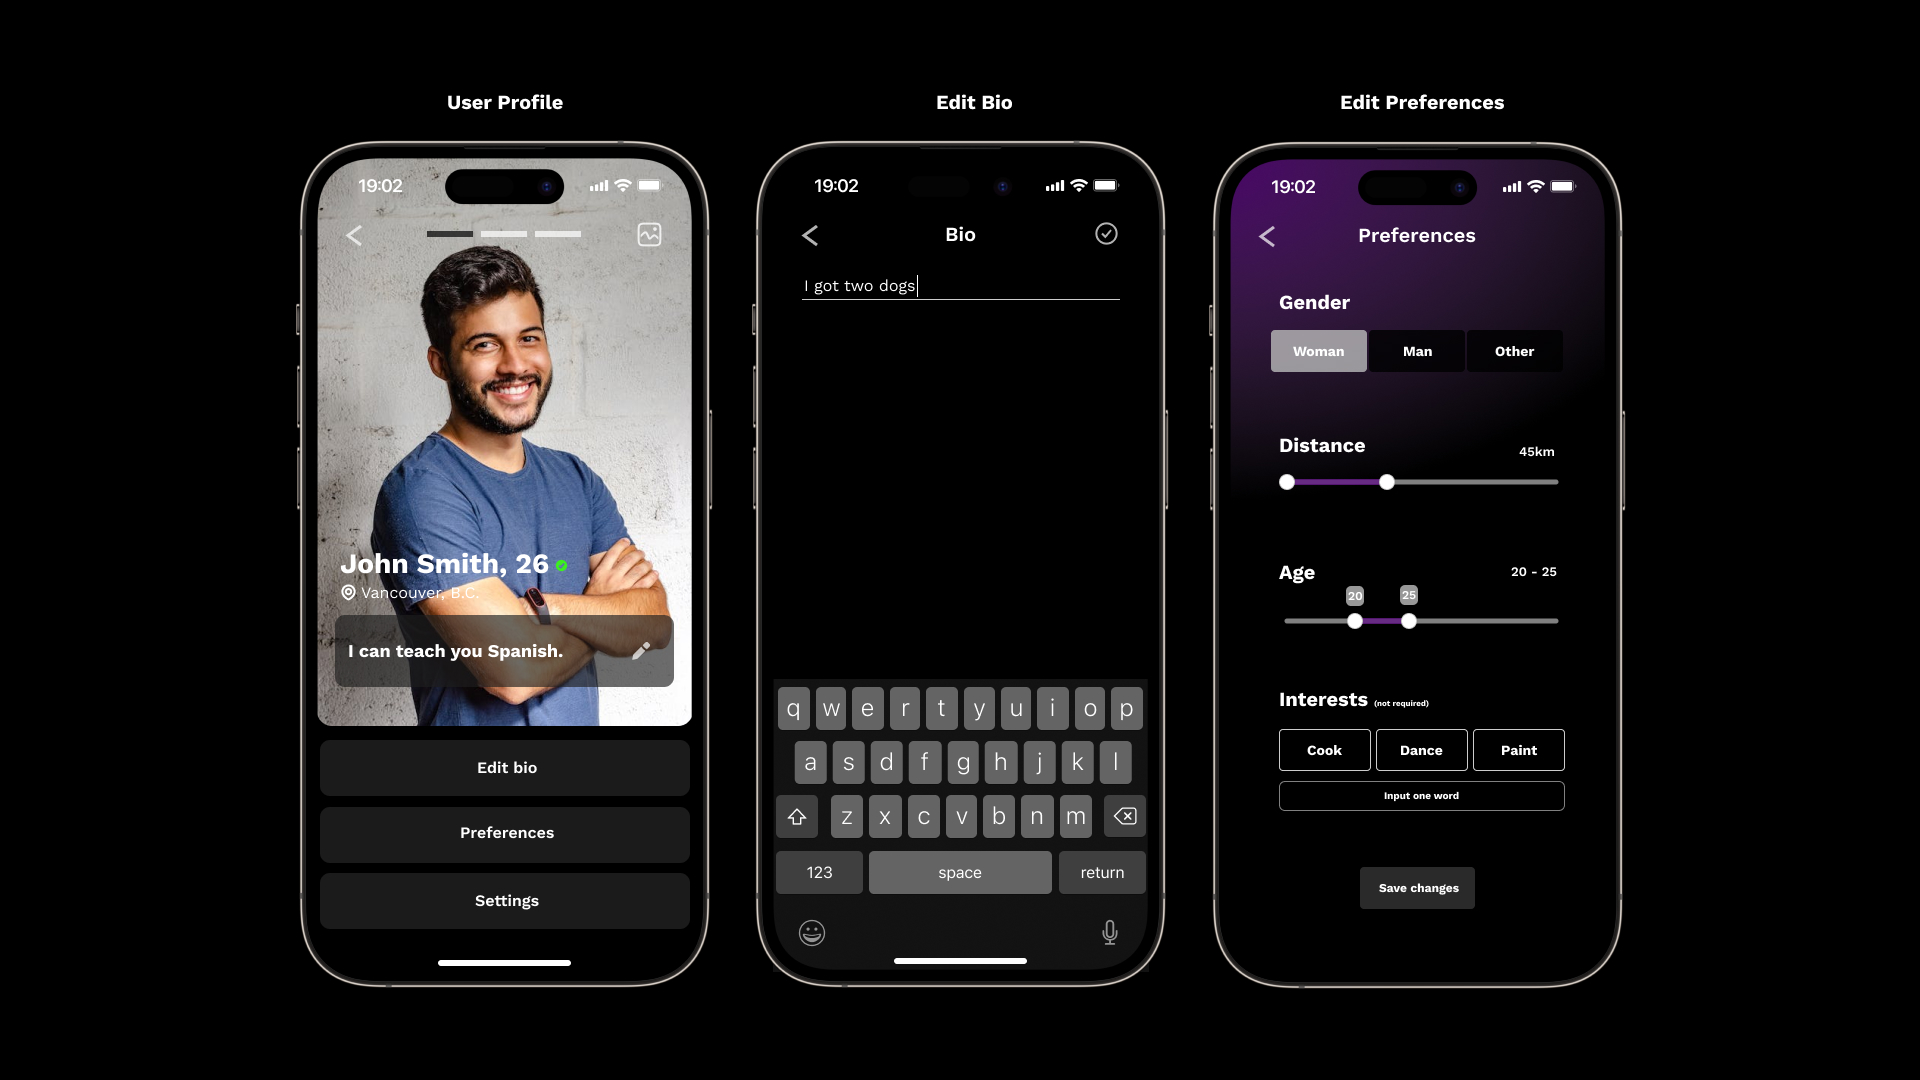 User Profile
Edit Bio
Edit Preferences
19:02
John Smith, 26
Vancouver, B.C.
I can teach you Spanish.
Edit bio
Preferences
Settings
19:02
Bio
I got two dogs
q w e r t y u i o p
a s d f g h j k l
z x c v b n m
123 space return
19:02
Preferences
Gender
Woman Man Other
Distance 45km
Age 20 - 25
20 25
Interests (not required)
Cook Dance Paint
Input one word
Save changes